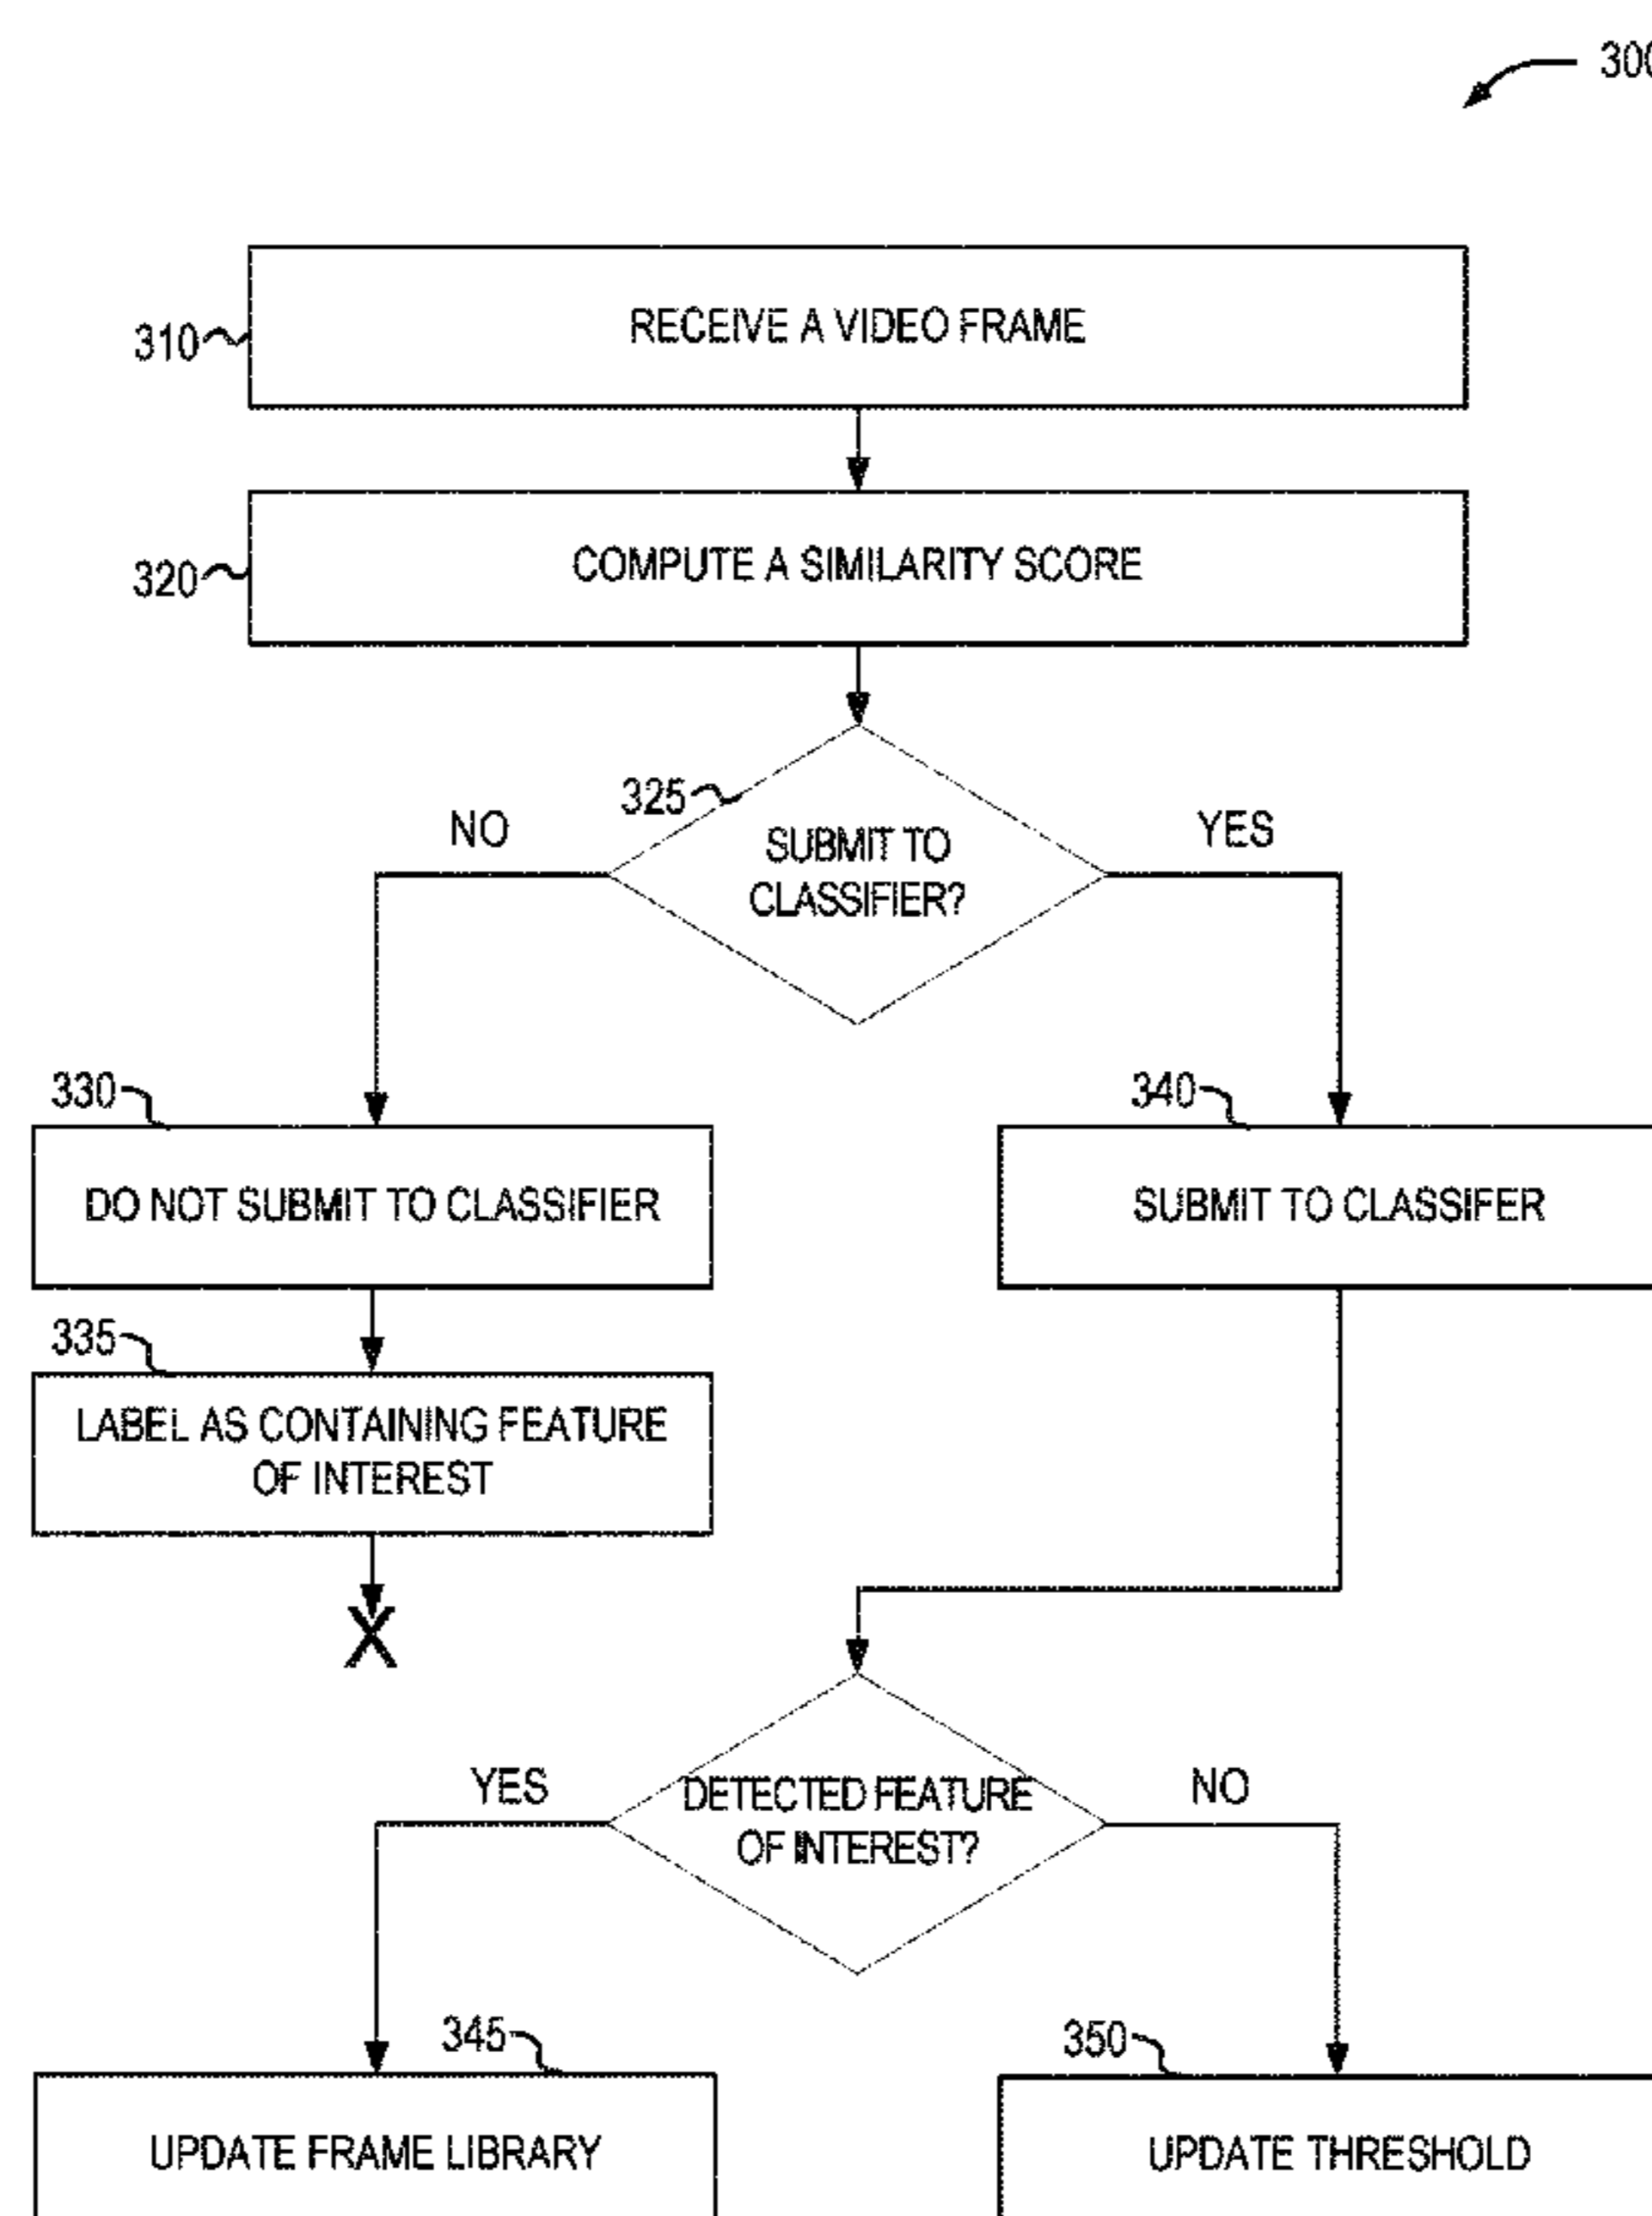 300
310
RECEIVE A VIDEO FRAME
320
COMPUTE A SIMILARITY SCORE
325
NO
YES
SUBMIT TO
CLASSIFIER?
330
340
DO NOT SUBMIT TO CLASSIFIER
SUBMIT TO CLASSIFER
335
LABEL AS CONTAINING FEATURE
OF INTEREST
X
YES
NO
DETECTED FEATURE
OF INTEREST?
345
350
UPDATE FRAME LIBRARY
UPDATE THRESHOLD